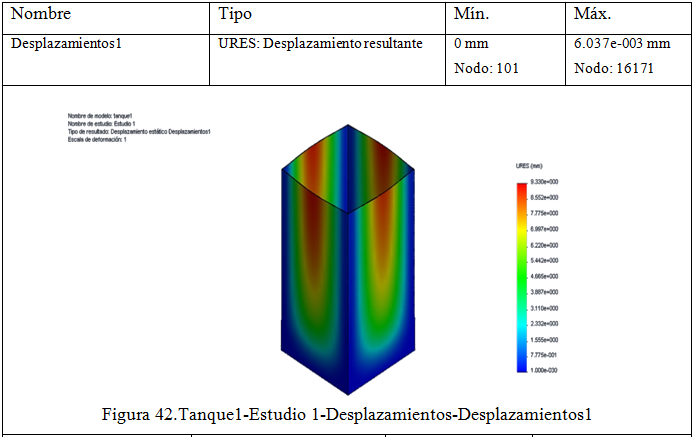 Nombre Tipo Mín. Máx.
Desplazamientos1 URES: Desplazamiento resultante 0 mm 6.037e-003 mm
Nodo: 101 Nodo: 16171
Nombre de modelo: tanque1
Nombre de estudio: Estudio 1
Tipo de resultado: Desplazamiento estático Desplazamientos1
Escala de deformación: 1
URES (mm)
9.330e+000
8.552e+000
7.775e+000
6.997e+000
6.220e+000
5.442e+000
4.665e+000
3.887e+000
3.110e+000
2.332e+000
1.555e+000
7.775e-001
1.000e-030
Figura 42.Tanque1-Estudio 1-Desplazamientos-Desplazamientos1